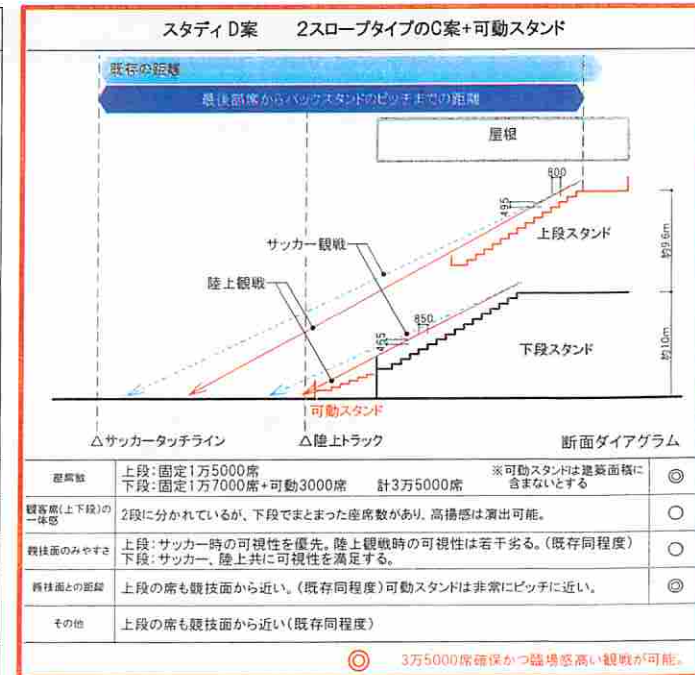 スタディD案　2スロープタイプのC案+可動スタンド
既存の距離
最後部席からバックスタンドのピッチまでの距離
屋根
800
495
上段スタンド
約9.6m
サッカー観戦
陸上観戦
850
465
下段スタンド
約10m
可動スタンド
△サッカータッチライン
△陸上トラック
断面ダイアグラム
座席数
上段:固定1万5000席
下段:固定1万7000席+可動3000席　計3万5000席
※可動スタンドは建築面積に
含まないとする
◎
観客席(上下段)の
一体感
2段に分かれているが、下段でまとまった座席数があり、高揚感は演出可能。
○
競技面のみやすさ
上段:サッカー時の可視性を優先。陸上観戦時の可視性は若干劣る。(既存同程度)
下段:サッカー、陸上共に可視性を満足する。
○
競技面との距離
上段の席も競技面から近い。(既存同程度)可動スタンドは非常にピッチに近い。
◎
その他
上段の席も競技面から近い(既存同程度)
◎　3万5000席確保かつ臨場感高い観戦が可能。